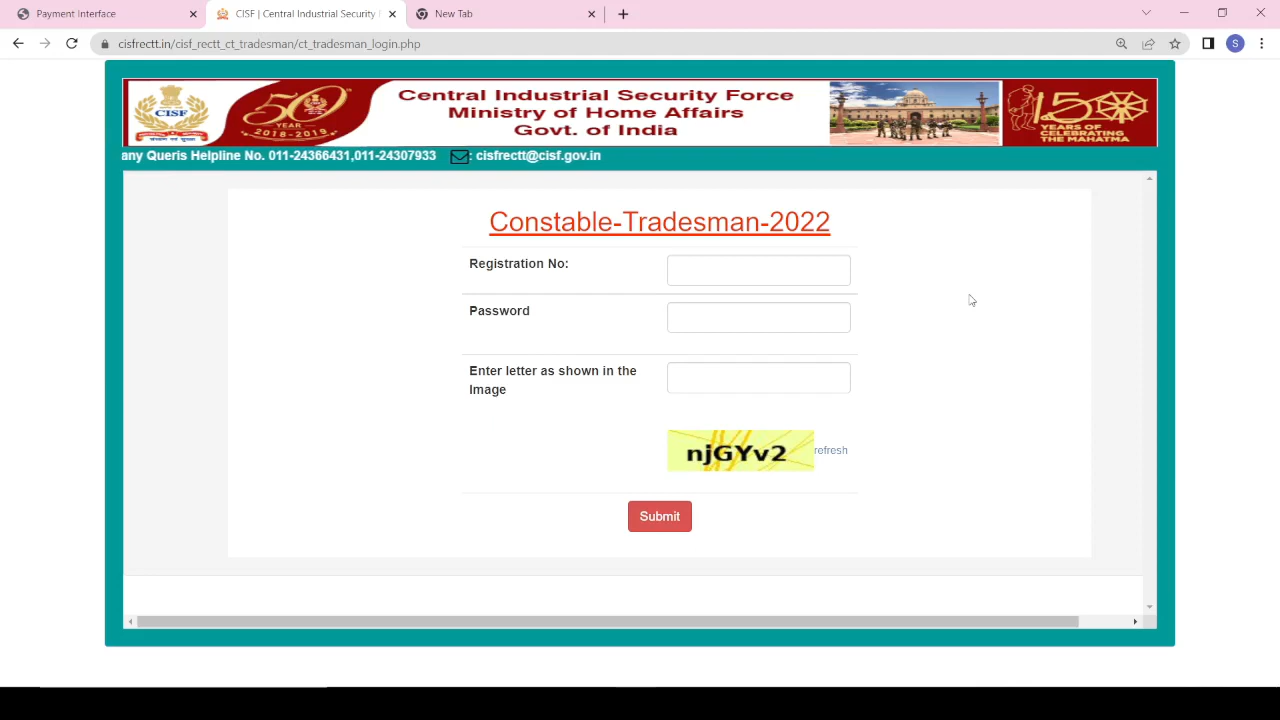 Payment Interface
CISF | Central Industrial Security
New Tab
cisfrectt.in/cisf_rectt_ct_tradesman/ct_tradesman_login.php
S
CISF
50
YEAR
2018-2019
Central Industrial Security Force
Ministry of Home Affairs
Govt. of India
150
YEARS OF
CELEBRATING
THE MAHATMA
any Queris Helpline No. 011-24366431,011-24307933 : cisfrectt@cisf.gov.in
Constable-Tradesman-2022
Registration No:
Password
Enter letter as shown in the
Image
njGYv2 refresh
Submit